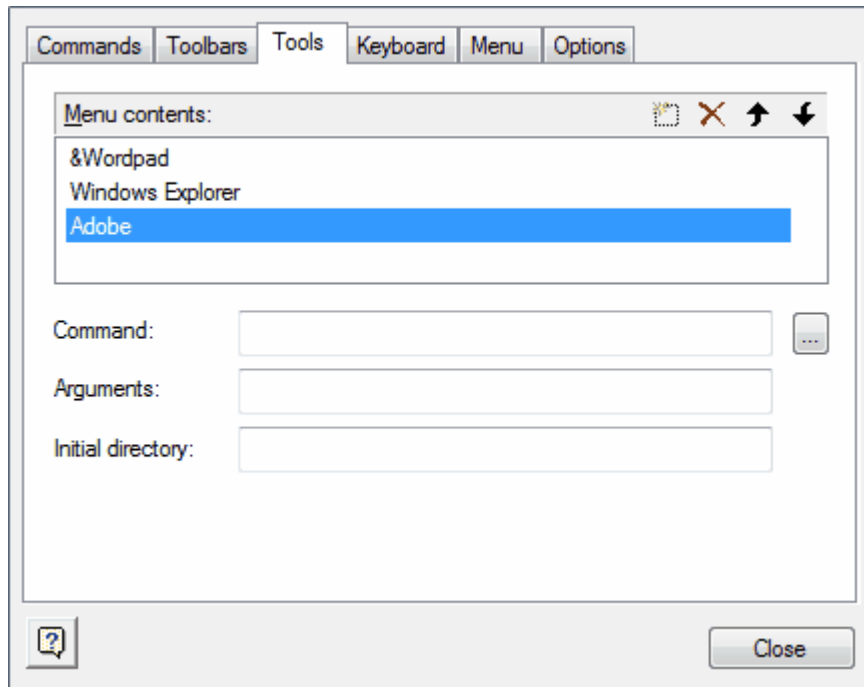 Commands Toolbars Tools Keyboard Menu Options
Menu contents:
&Wordpad
Windows Explorer
Adobe
Command: ...
Arguments:
Initial directory:
?
Close